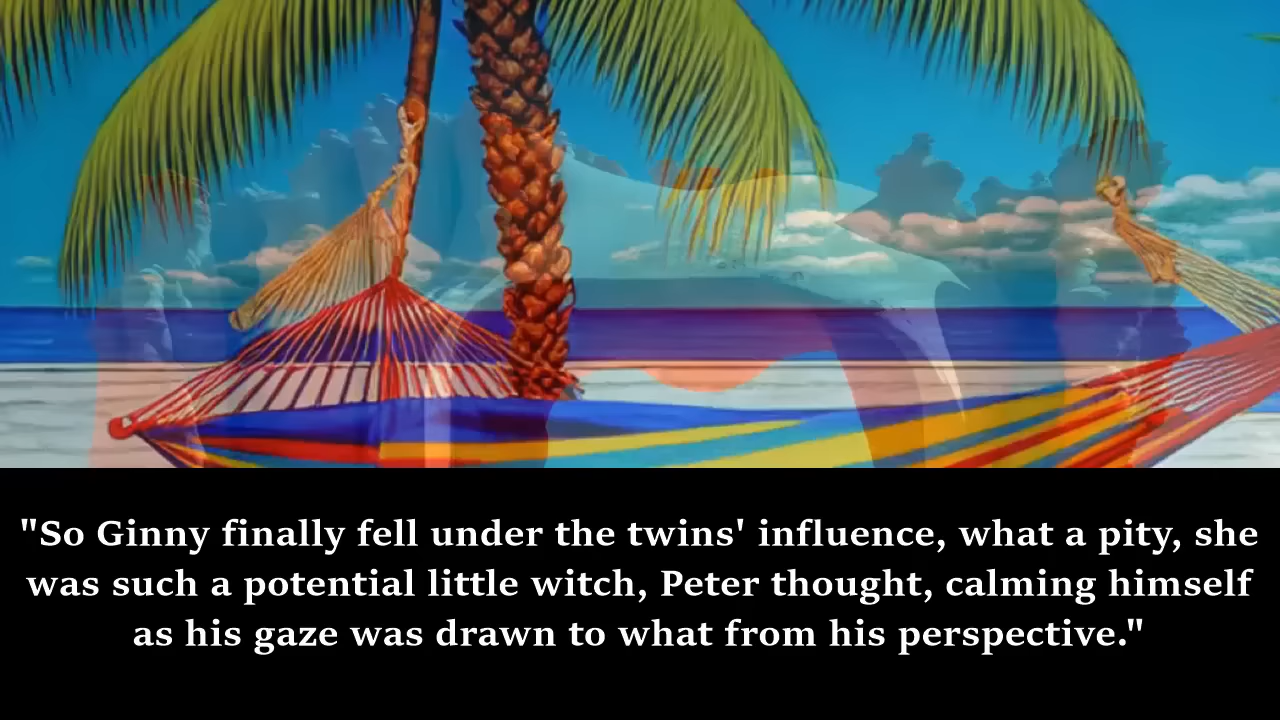 "So Ginny finally fell under the twins' influence, what a pity, she
was such a potential little witch, Peter thought, calming himself
as his gaze was drawn to what from his perspective."